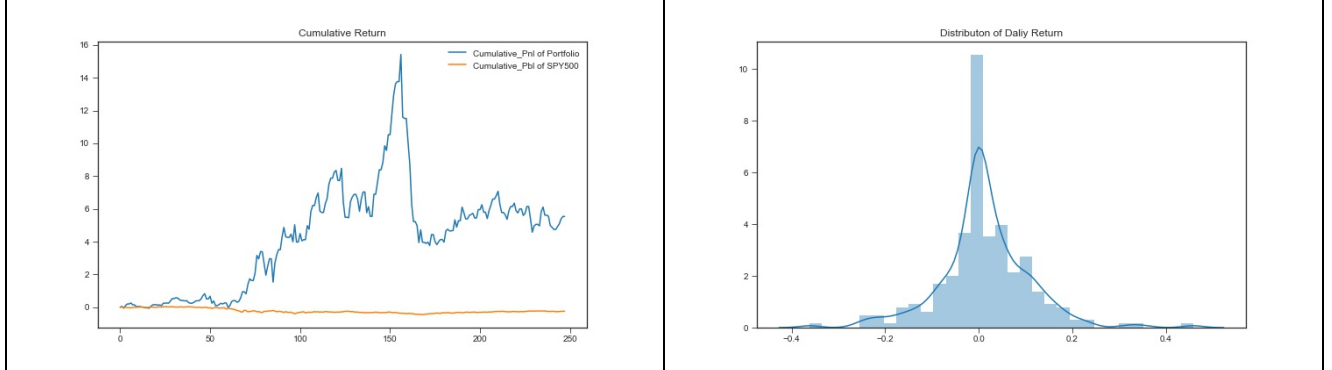 Cumulative Return
16
14
12
10
8
6
4
2
0
0 50 100 150 200 250
Cumulative_Pnl of Portfolio
Cumulative_Pbl of SPY500
Distributon of Daliy Return
10
8
6
4
2
0
−0.4 −0.2 0.0 0.2 0.4